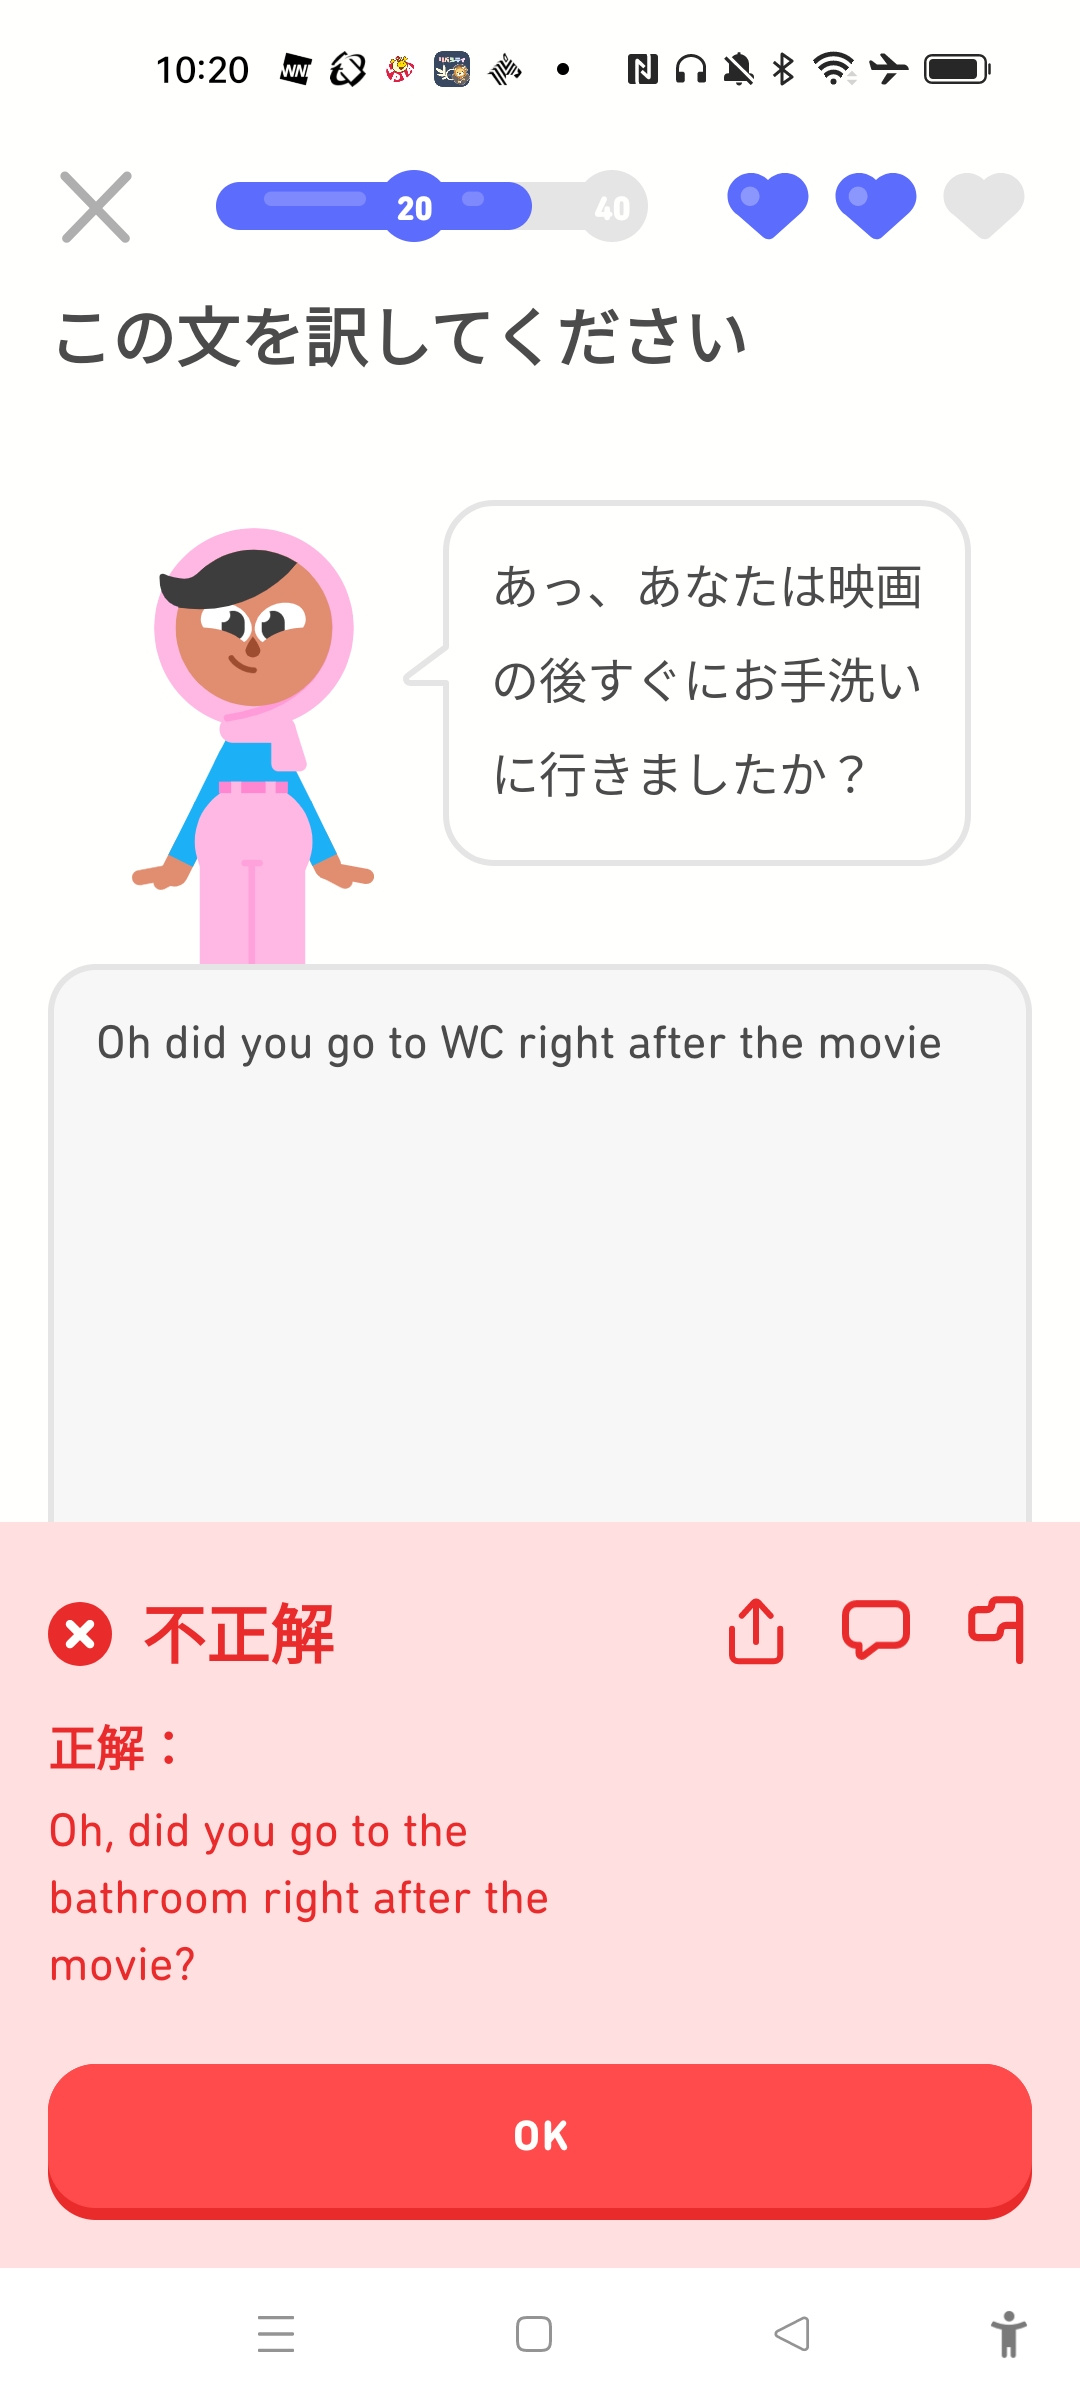 10:20
20
40
この文を訳してください
あっ、あなたは映画
の後すぐにお手洗い
に行きましたか？
Oh did you go to WC right after the movie
不正解
正解：
Oh, did you go to the
bathroom right after the
movie?
OK